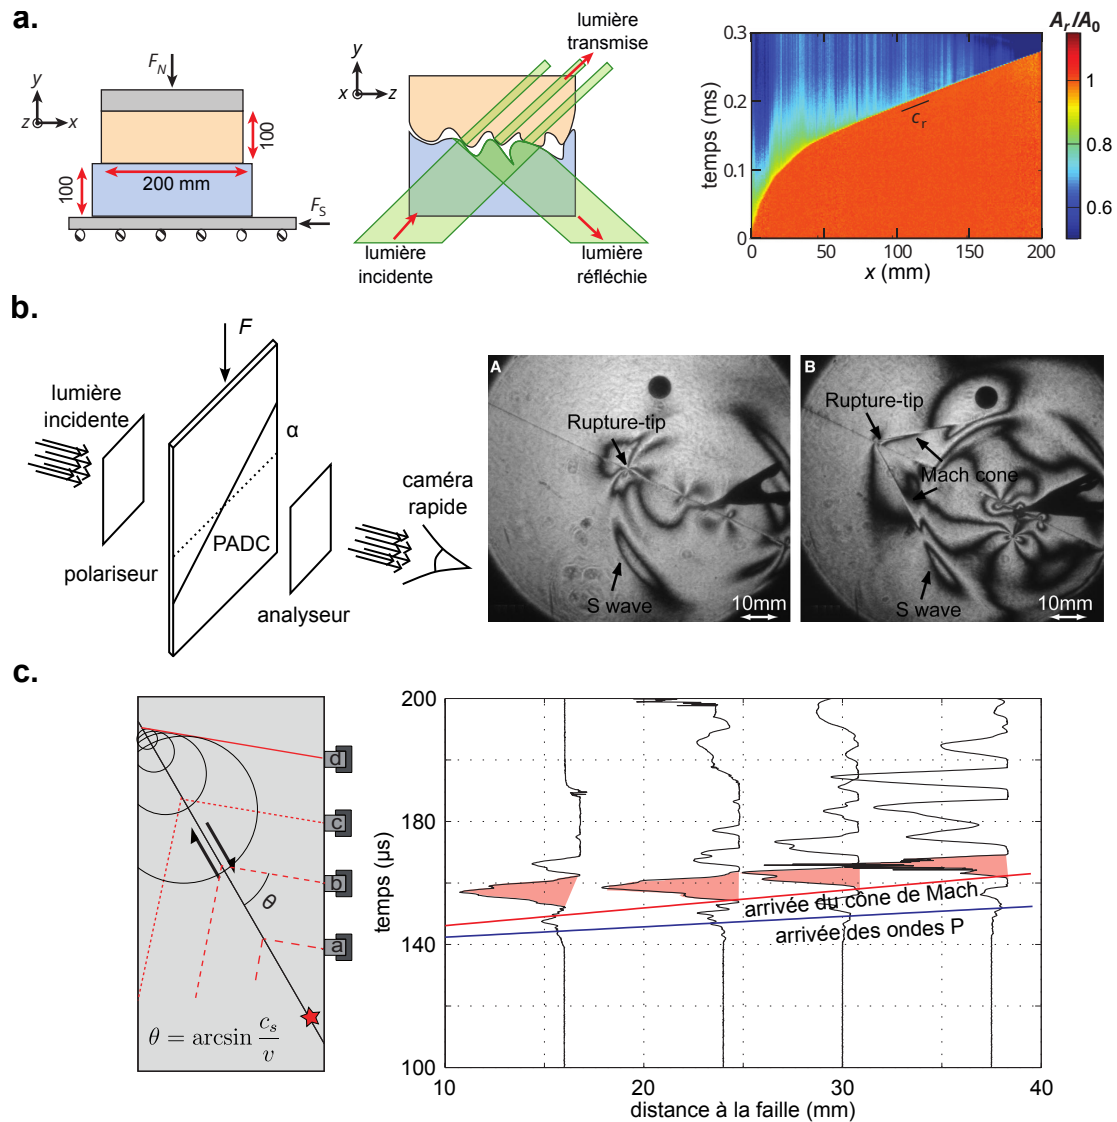 a.
F_N
y
z
x
100
100
200 mm
F_S
y
x
z
lumière
transmise
lumière
incidente
lumière
réfléchie
A_r/A_0
0.3
0.2
0.1
0
temps (ms)
c_r
1
0.8
0.6
0
50
100
150
200
x (mm)
b.
F
lumière
incidente
α
PADC
polariseur
analyseur
caméra
rapide
A
Rupture-tip
S wave
10mm
B
Rupture-tip
Mach cone
S wave
10mm
c.
d
c
b
a
θ
θ = arcsin c_s/v
200
180
160
140
120
100
temps (µs)
arrivée du cône de Mach
arrivée des ondes P
10
20
30
40
distance à la faille (mm)